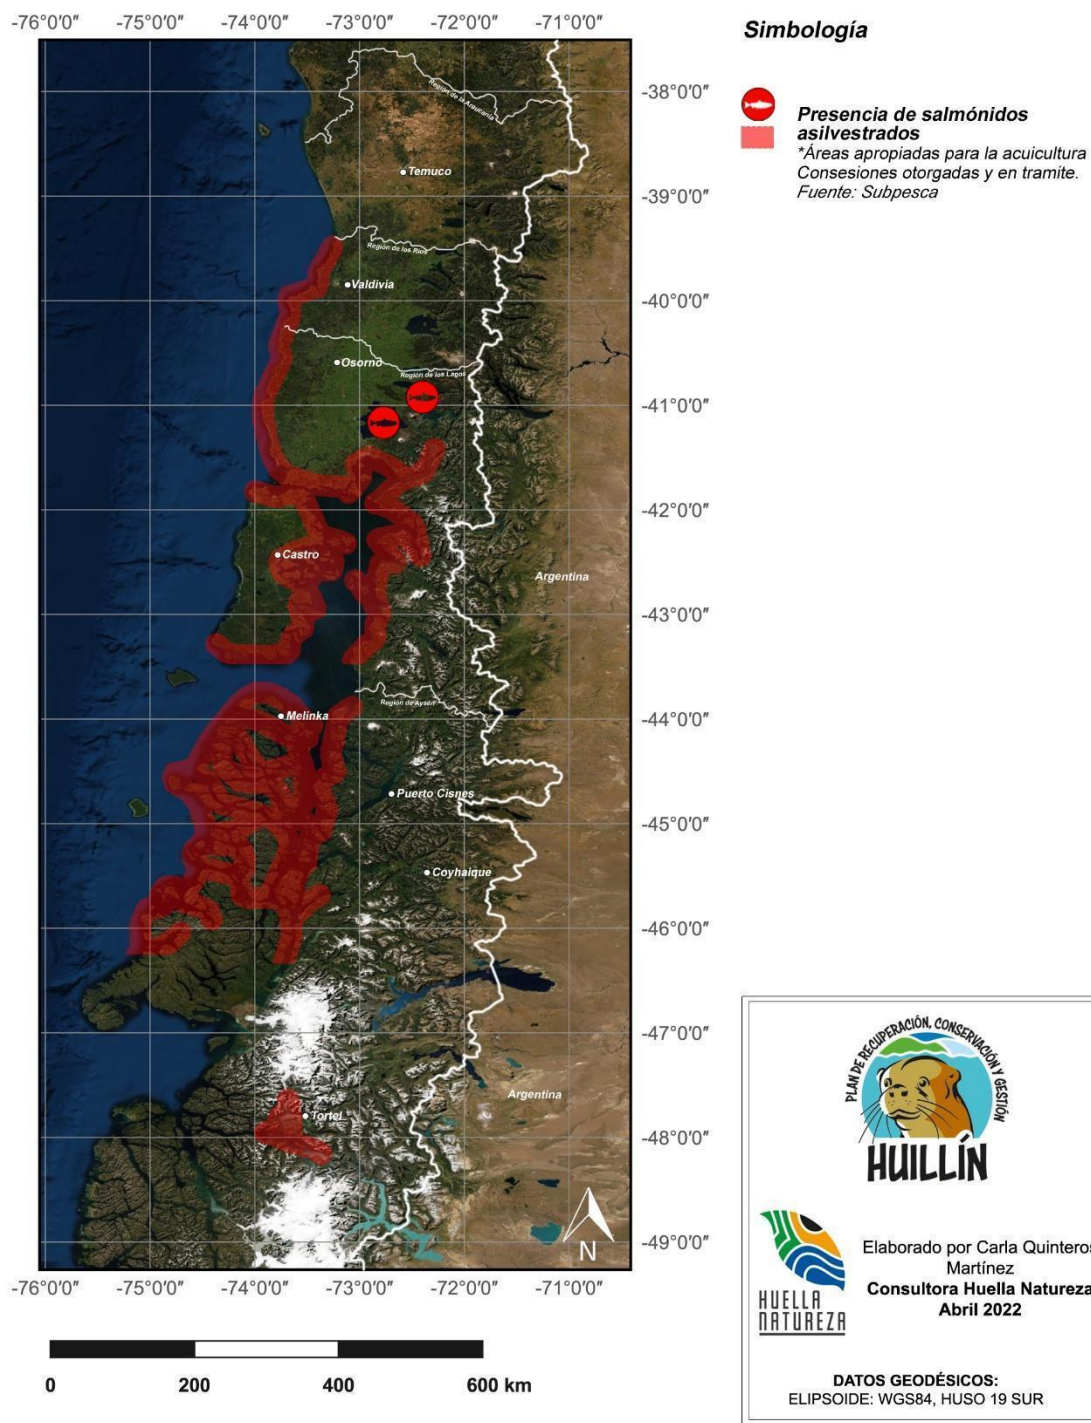 -76°0'0" -75°0'0" -74°0'0" -73°0'0" -72°0'0" -71°0'0"
-38°0'0"
-39°0'0"
-40°0'0"
-41°0'0"
-42°0'0"
-43°0'0"
-44°0'0"
-45°0'0"
-46°0'0"
-47°0'0"
-48°0'0"
-49°0'0"
Región de la Araucanía
Temuco
Región de los Ríos
Valdivia
Osorno
Región de los Lagos
Castro
Argentina
Región de Aysén
Melinka
Puerto Cisnes
Coyhaique
Argentina
Tortel
N
-76°0'0" -75°0'0" -74°0'0" -73°0'0" -72°0'0" -71°0'0"
0 200 400 600 km
Simbología
Presencia de salmónidos
asilvestrados
*Áreas apropiadas para la acuicultura
Consesiones otorgadas y en tramite.
Fuente: Subpesca
PLAN DE RECUPERACIÓN, CONSERVACIÓN Y GESTIÓN
HUILLÍN
HUELLA
NATUREZA
Elaborado por Carla Quinteros
Martínez
Consultora Huella Natureza
Abril 2022
DATOS GEODÉSICOS:
ELIPSOIDE: WGS84, HUSO 19 SUR